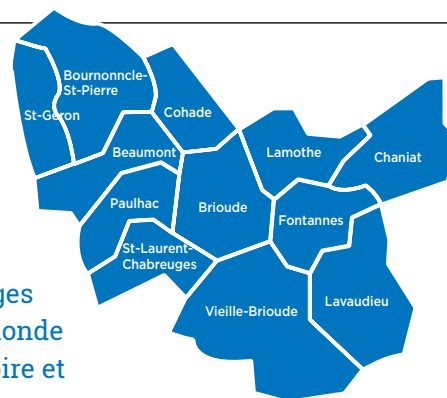 Bournonncle-
St-Pierre
St-Géron
Cohade
Beaumont
Lamothe
Chaniat
Paulhac
Brioude
Fontannes
St-Laurent-
Chabreuges
Vieille-Brioude
Lavaudieu
ges
onde
ire et